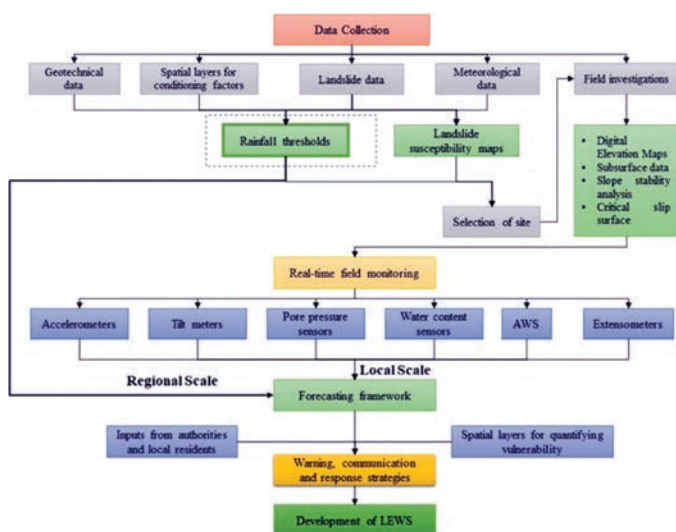 Data Collection
Geotechnical
data
Spatial layers for
conditioning factors
Landslide data
Meteorological
data
Field investigations
Rainfall thresholds
Landslide
susceptibility maps
• Digital
Elevation Maps
• Subsurface data
• Slope stability
analysis
• Critical slip
surface
Selection of site
Real-time field monitoring
Accelerometers
Tilt meters
Pore pressure
sensors
Water content
sensors
AWS
Extensometers
Regional Scale
Local Scale
Forecasting framework
Inputs from authorities
and local residents
Spatial layers for quantifying
vulnerability
Warning, communication
and response strategies
Development of LEWS